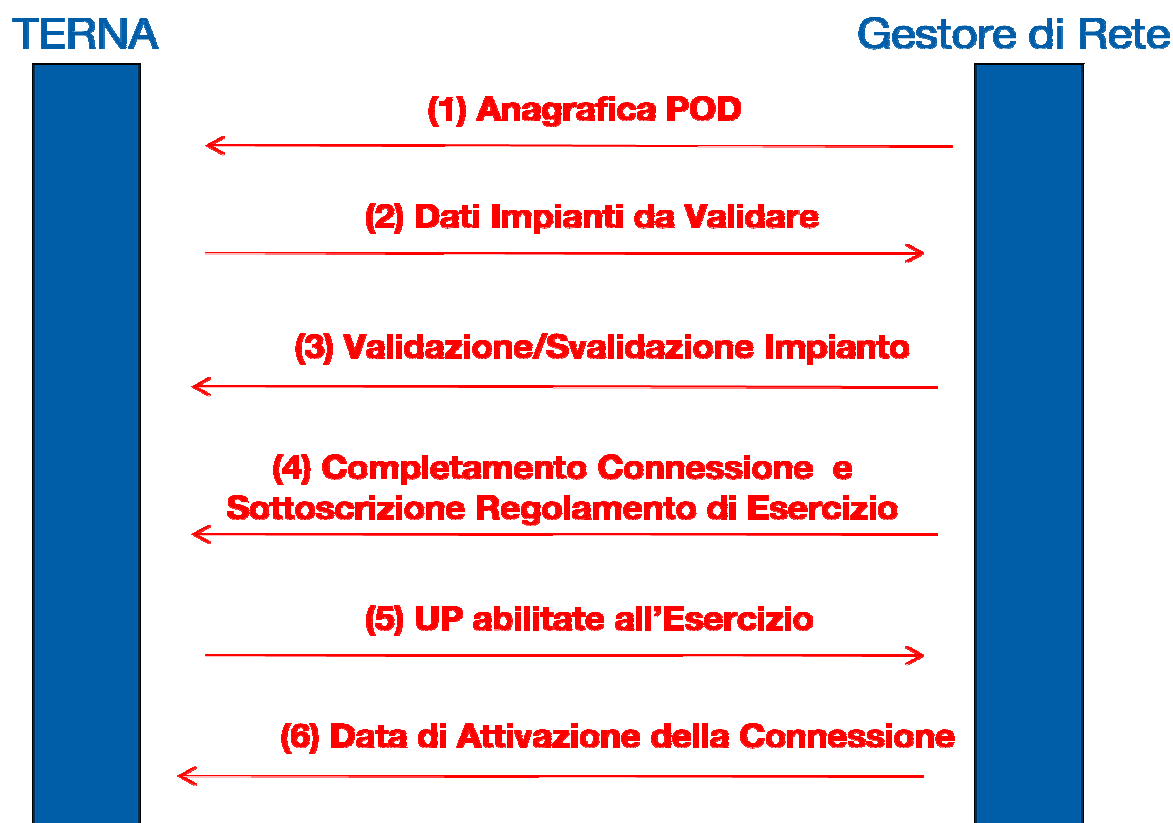 TERNA
Gestore di Rete
(1) Anagrafica POD
(2) Dati Impianti da Validare
(3) Validazione/Svalidazione Impianto
(4) Completamento Connessione e
Sottoscrizione Regolamento di Esercizio
(5) UP abilitate all’Esercizio
(6) Data di Attivazione della Connessione